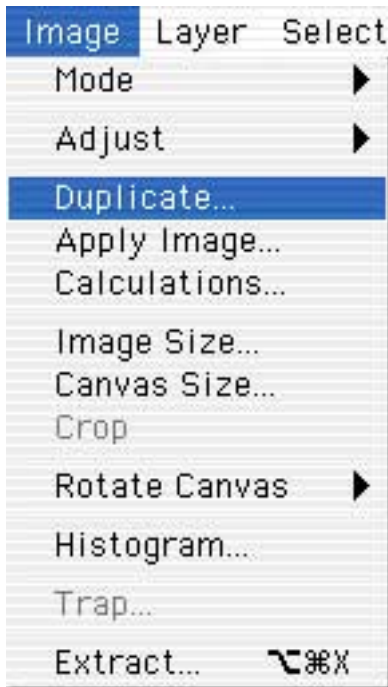 Image Layer Select
Mode ▶
Adjust ▶
Duplicate...
Apply Image...
Calculations...
Image Size...
Canvas Size...
Crop
Rotate Canvas ▶
Histogram...
Trap...
Extract... ⌥⌘X